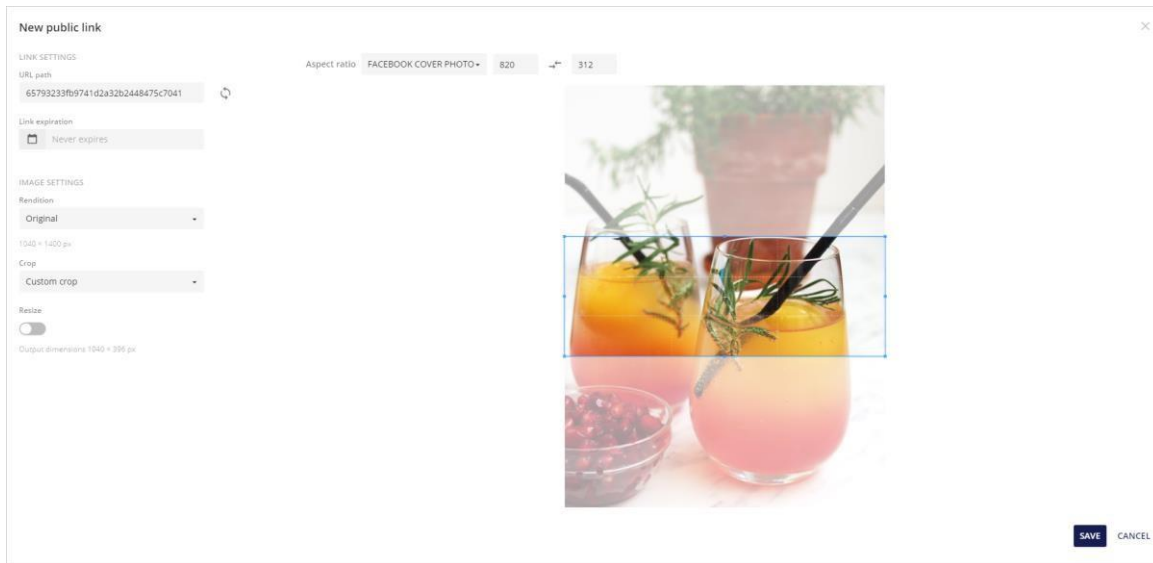 New public link
LINK SETTINGS
URL path
65793233fb9741d2a32b2448475c7041
Link expiration
Never expires
IMAGE SETTINGS
Rendition
Original
1040 × 1400 px
Crop
Custom crop
Resize
Output dimensions 1040 × 396 px
Aspect ratio FACEBOOK COVER PHOTO 820 312
SAVE CANCEL